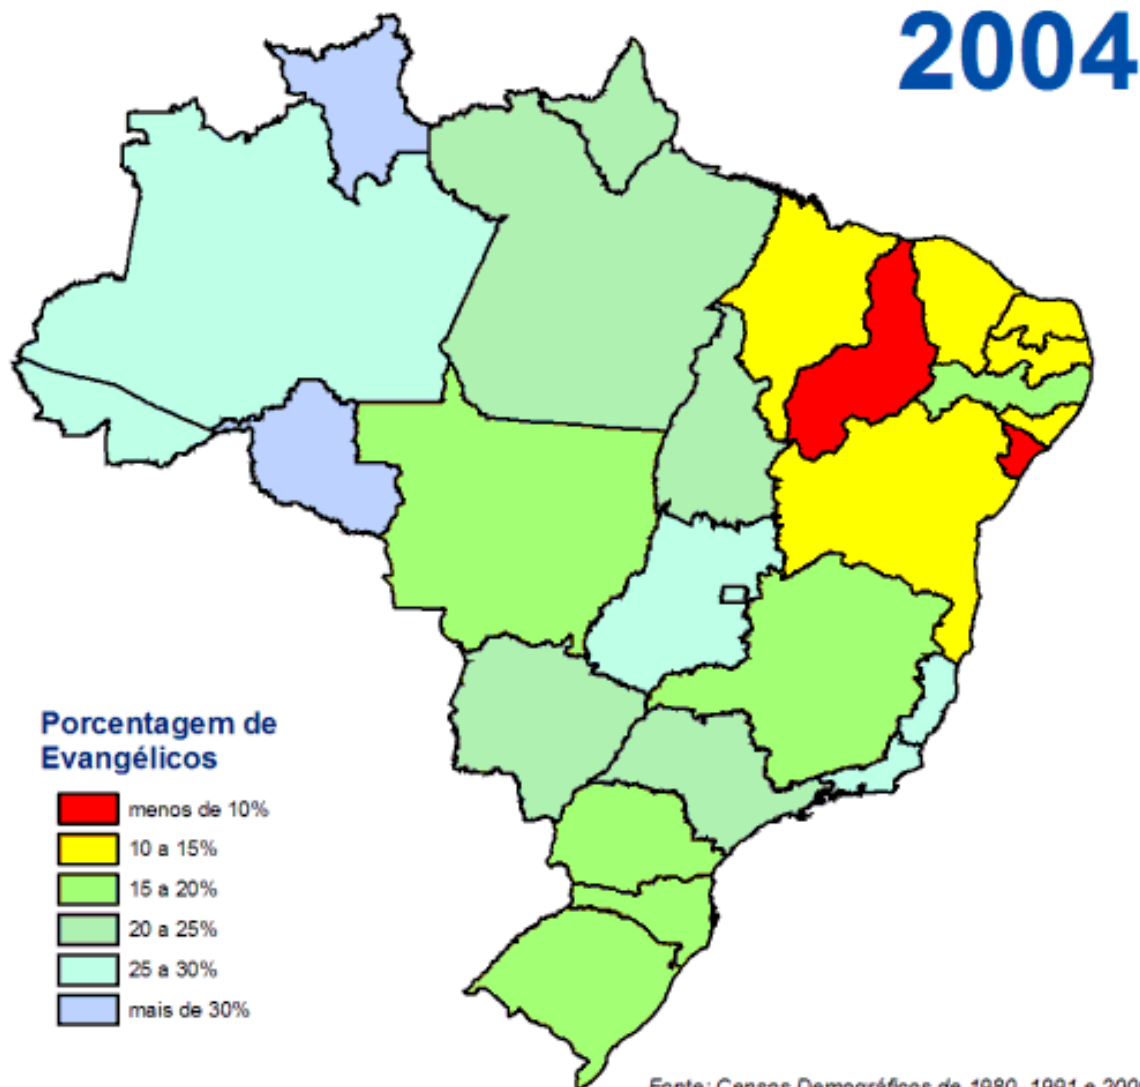 2004
Porcentagem de
Evangélicos
menos de 10%
10 a 15%
15 a 20%
20 a 25%
25 a 30%
mais de 30%
Fonte: Censos Demográficos de 1980, 1991 e